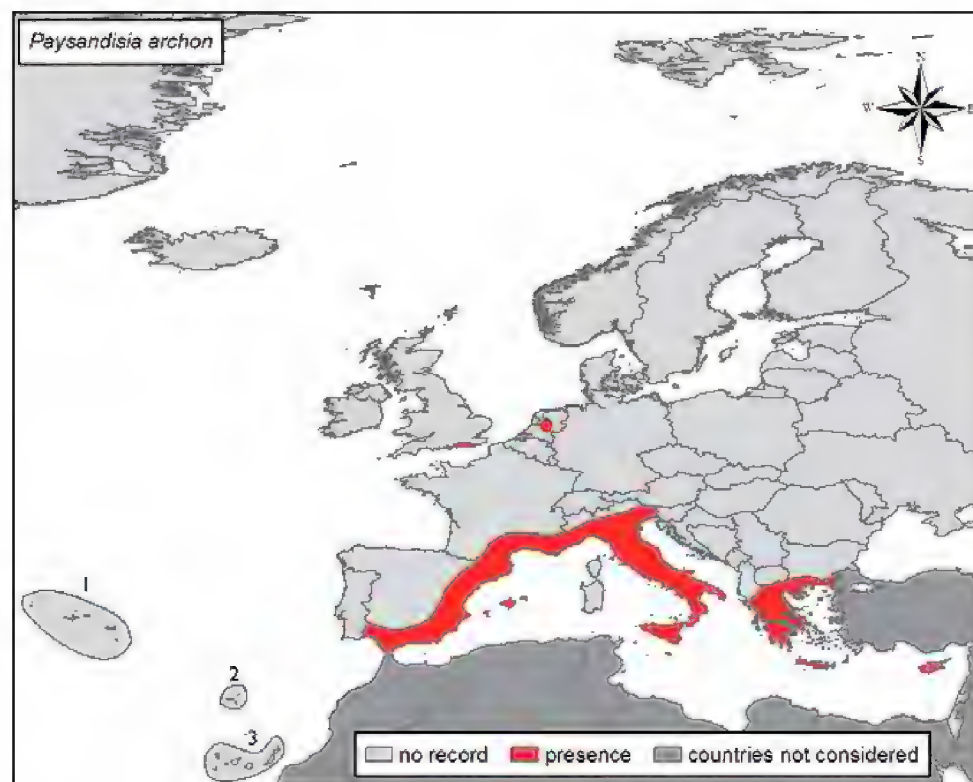 Paysandisia archon
N
W
E
S
1
2
3
no record
presence
countries not considered